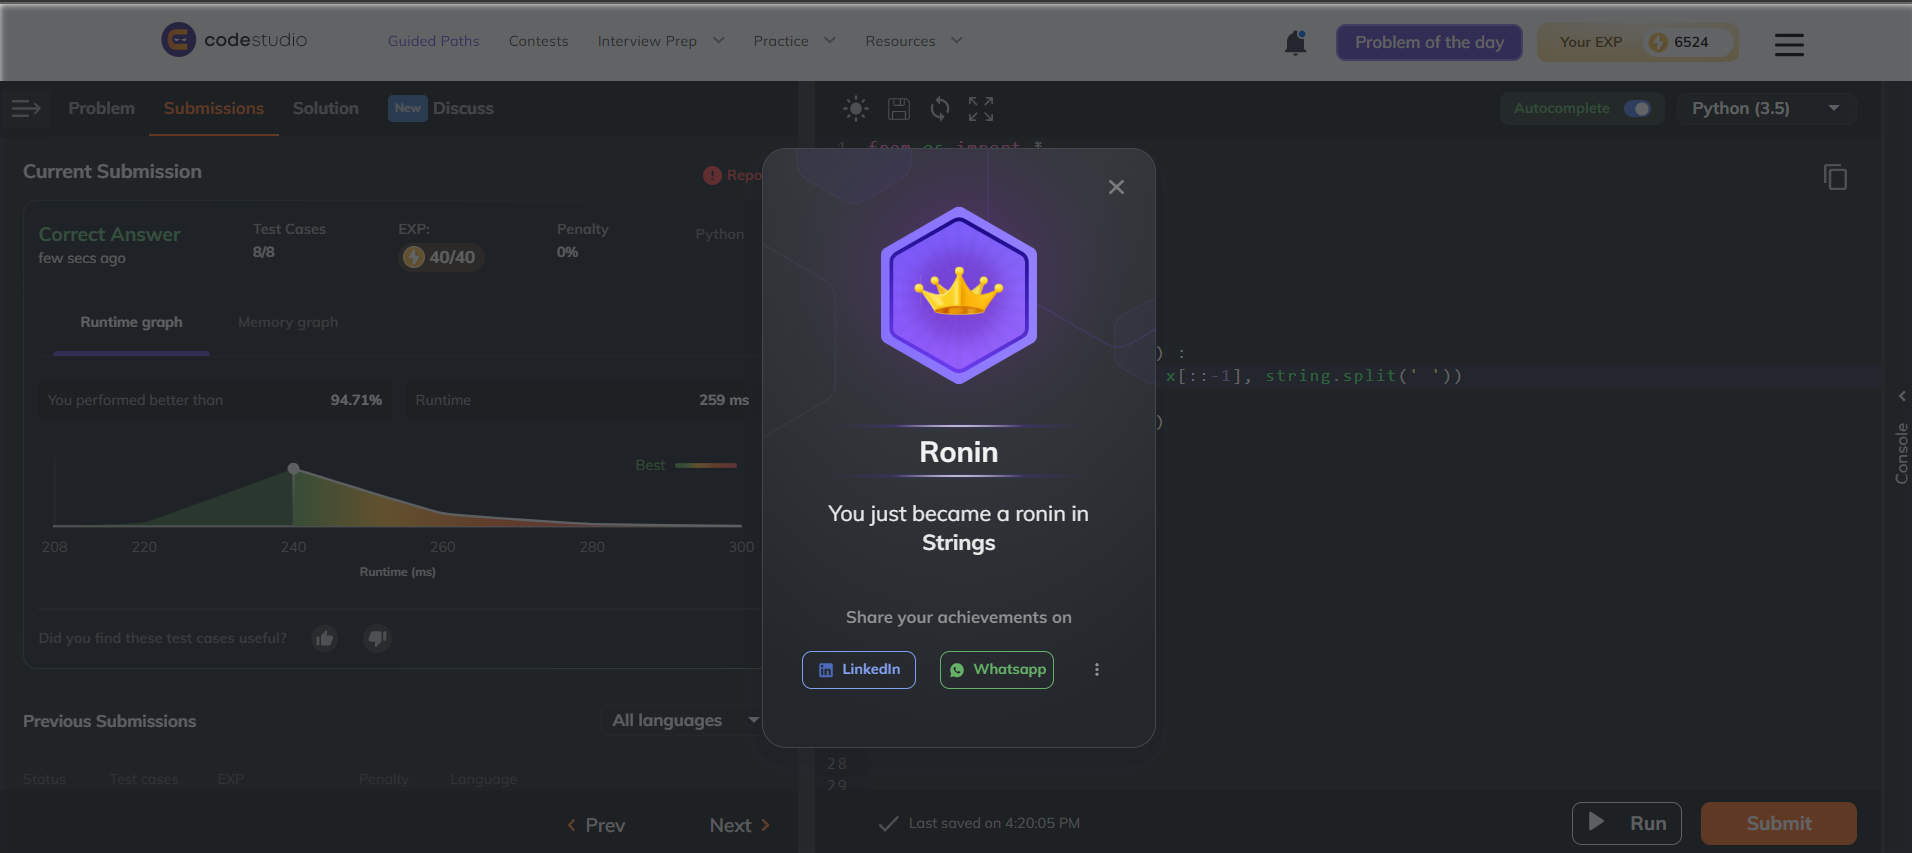 codestudio
Guided Paths
Contests
Interview Prep
Practice
Resources
Problem of the day
Your EXP
6524
Problem
Submissions
Solution
New
Discuss
Autocomplete
Python (3.5)
1
from os import *
Current Submission
Repo
Correct Answer
few secs ago
Test Cases
8/8
EXP:
40/40
Penalty
0%
Python
Runtime graph
Memory graph
You performed better than
94.71%
Runtime
259 ms
Best
208 220 240 260 280 300
Runtime (ms)
Did you find these test cases useful?
Previous Submissions
All languages
Status Test cases EXP Penalty Language
Prev
Next
Ronin
You just became a ronin in
Strings
Share your achievements on
LinkedIn
Whatsapp
) :
x[::-1], string.split(' '))
)
28
29
Console
Last saved on 4:20:05 PM
Run
Submit